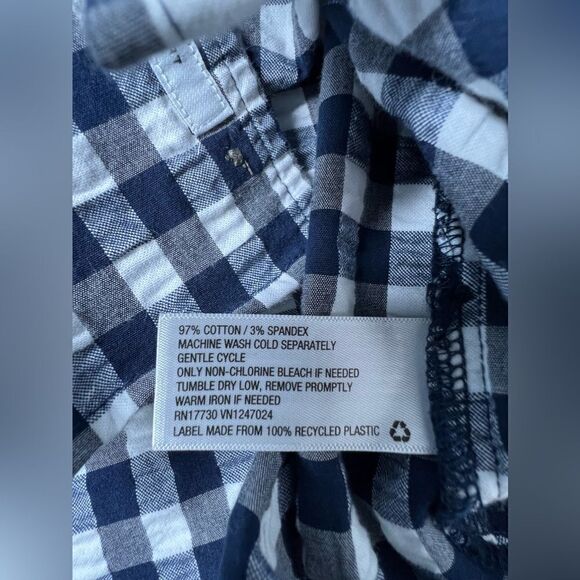 97% COTTON / 3% SPANDEX
MACHINE WASH COLD SEPARATELY
GENTLE CYCLE
ONLY NON-CHLORINE BLEACH IF NEEDED
TUMBLE DRY LOW, REMOVE PROMPTLY
WARM IRON IF NEEDED
RN17730 VN1247024
LABEL MADE FROM 100% RECYCLED PLASTIC